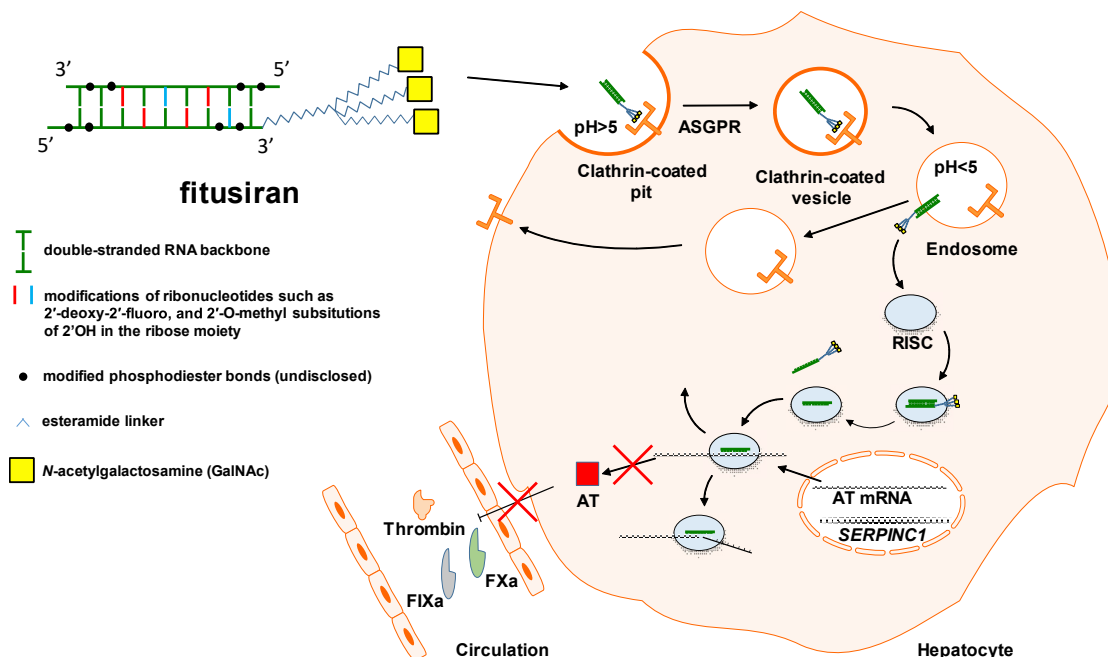 3′
5′
5′
3′
fitusiran
double-stranded RNA backbone
modifications of ribonucleotides such as
2′-deoxy-2′-fluoro, and 2′-O-methyl subsitutions
of 2’OH in the ribose moiety
modified phosphodiester bonds (undisclosed)
esteramide linker
N-acetylgalactosamine (GalNAc)
pH>5
ASGPR
Clathrin-coated
pit
Clathrin-coated
vesicle
pH<5
Endosome
RISC
AT mRNA
SERPINC1
AT
Thrombin
FXa
FIXa
Circulation
Hepatocyte